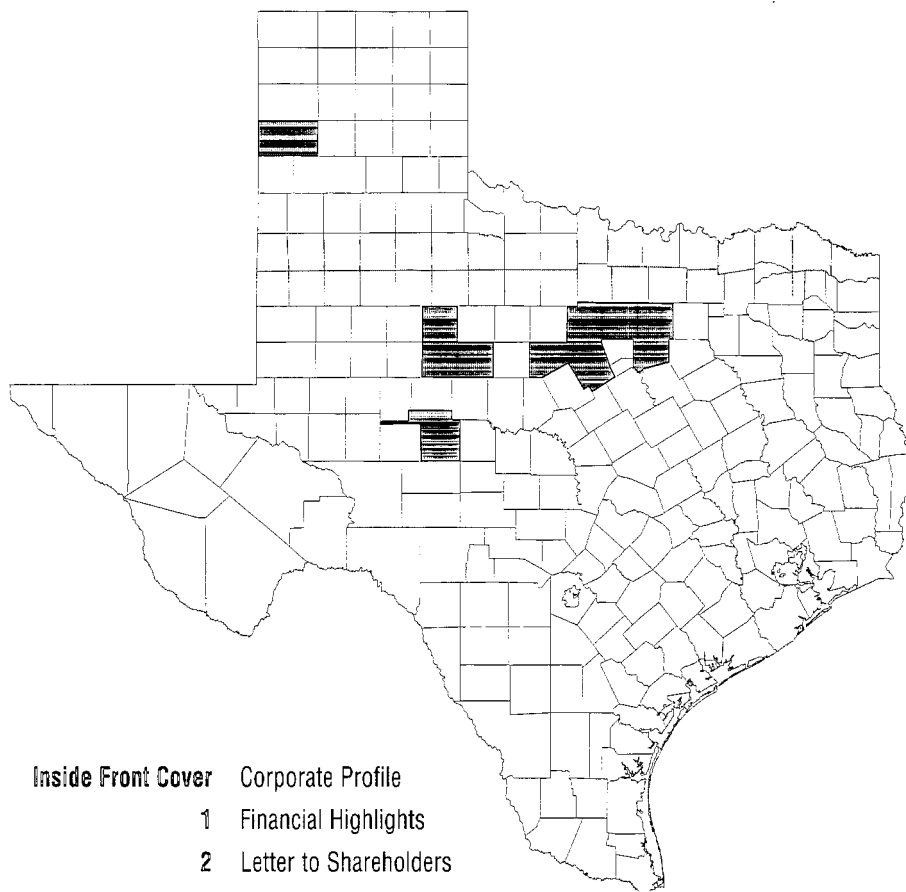 Inside Front Cover Corporate Profile
1 Financial Highlights
2 Letter to Shareholders